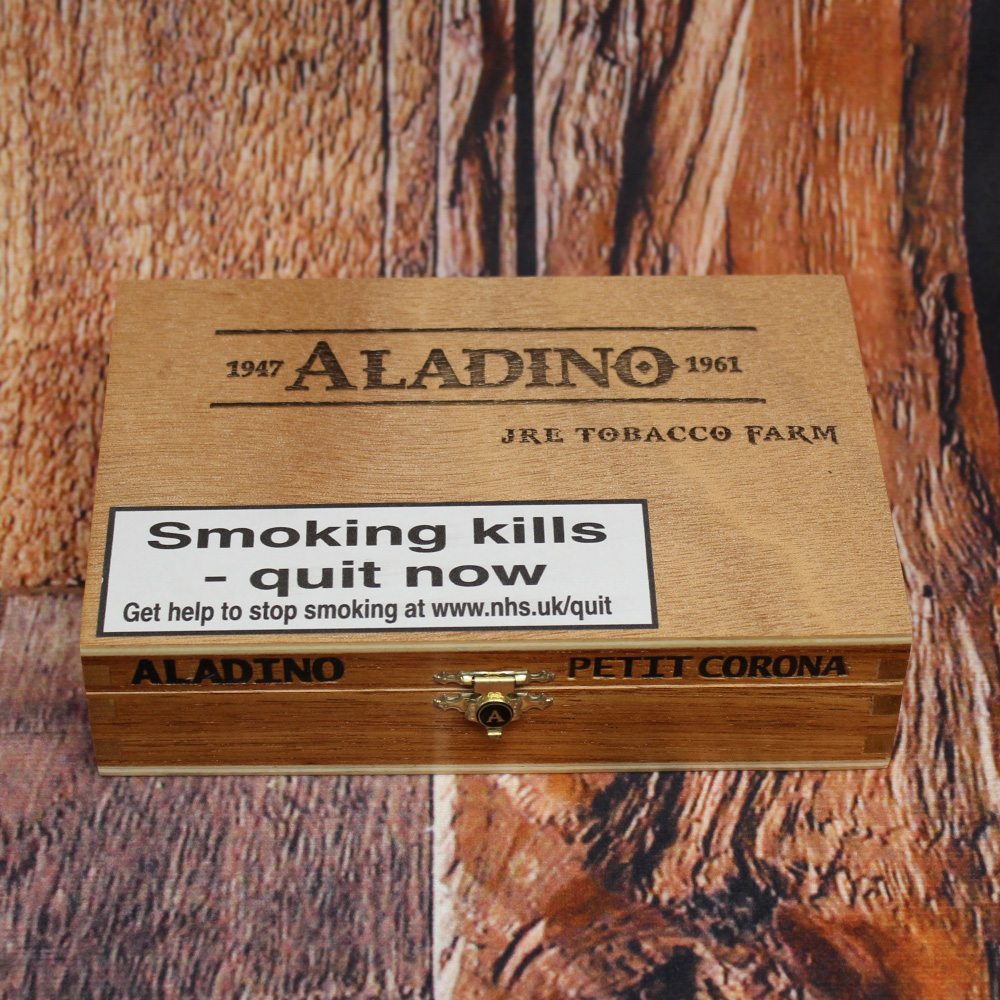 1947 ALADINO 1961
JRE TOBACCO FARM
Smoking kills
- quit now
Get help to stop smoking at www.nhs.uk/quit
ALADINO PETIT CORONA
A